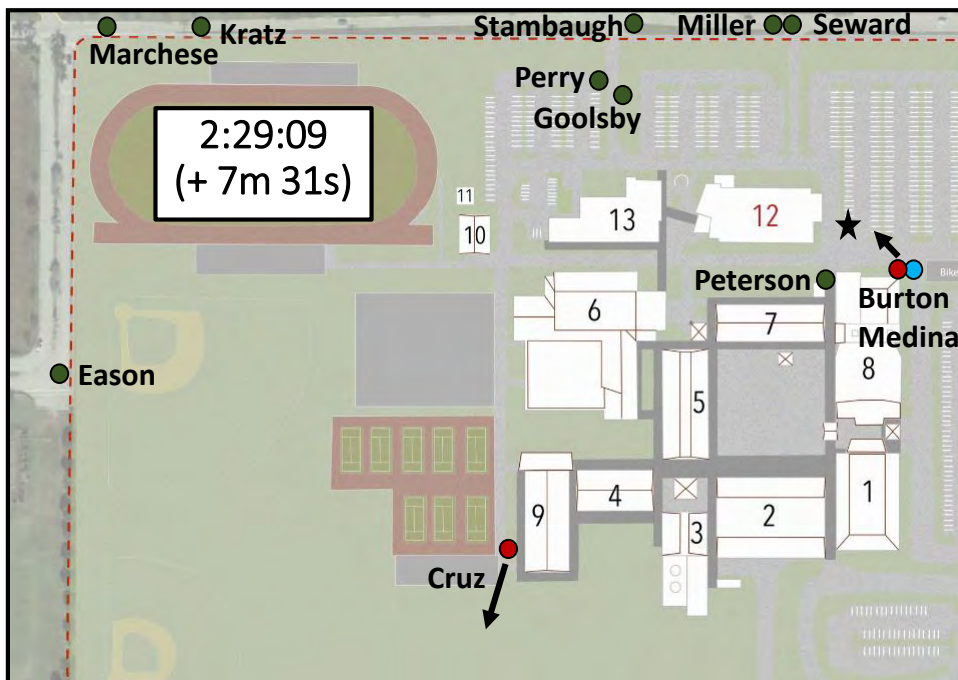 Marchese
Kratz
Stambaugh
Miller
Seward
Perry
Goolsby
2:29:09
(+ 7m 31s)
11
10
13
12
Peterson
Burton
Medina
Bike
6
7
8
Eason
5
9
4
3
2
1
Cruz